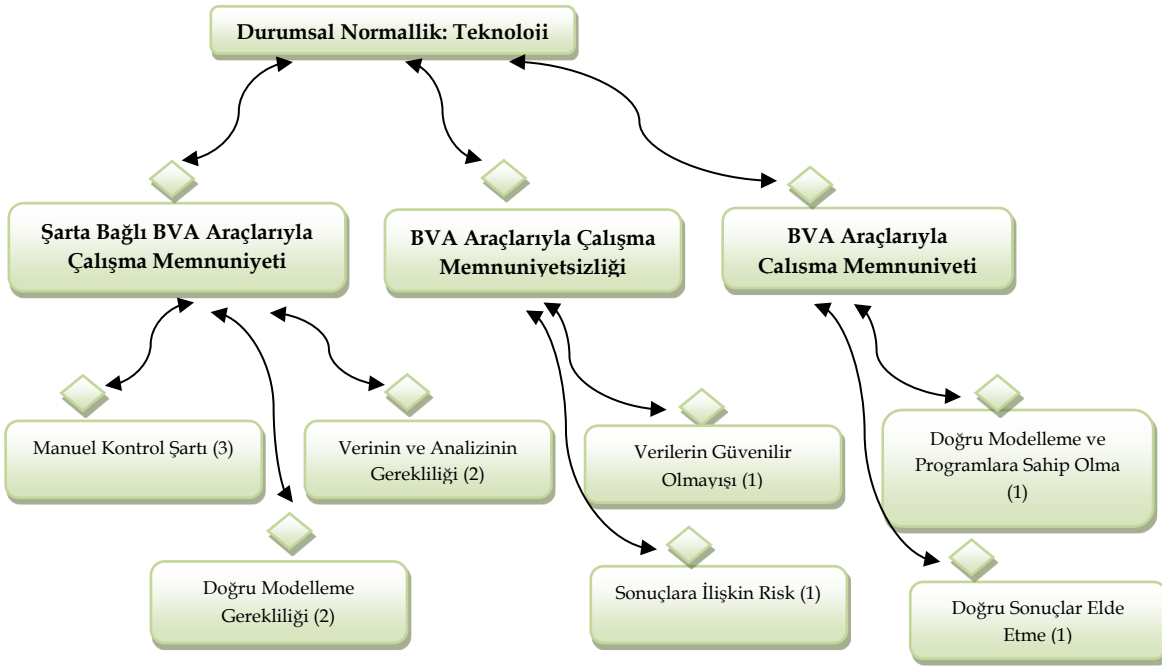 Durumsal Normallik: Teknoloji
Şarta Bağlı BVA Araçlarıyla
Çalışma Memnuniyeti
BVA Araçlarıyla Çalışma
Memnuniyetsizliği
BVA Araçlarıyla
Calısma Memnuniveti
Manuel Kontrol Şartı (3)
Verinin ve Analizinin
Gerekliliği (2)
Verilerin Güvenilir
Olmayışı (1)
Doğru Modelleme ve
Programlara Sahip Olma
(1)
Doğru Modelleme
Gerekliliği (2)
Sonuçlara İlişkin Risk (1)
Doğru Sonuçlar Elde
Etme (1)